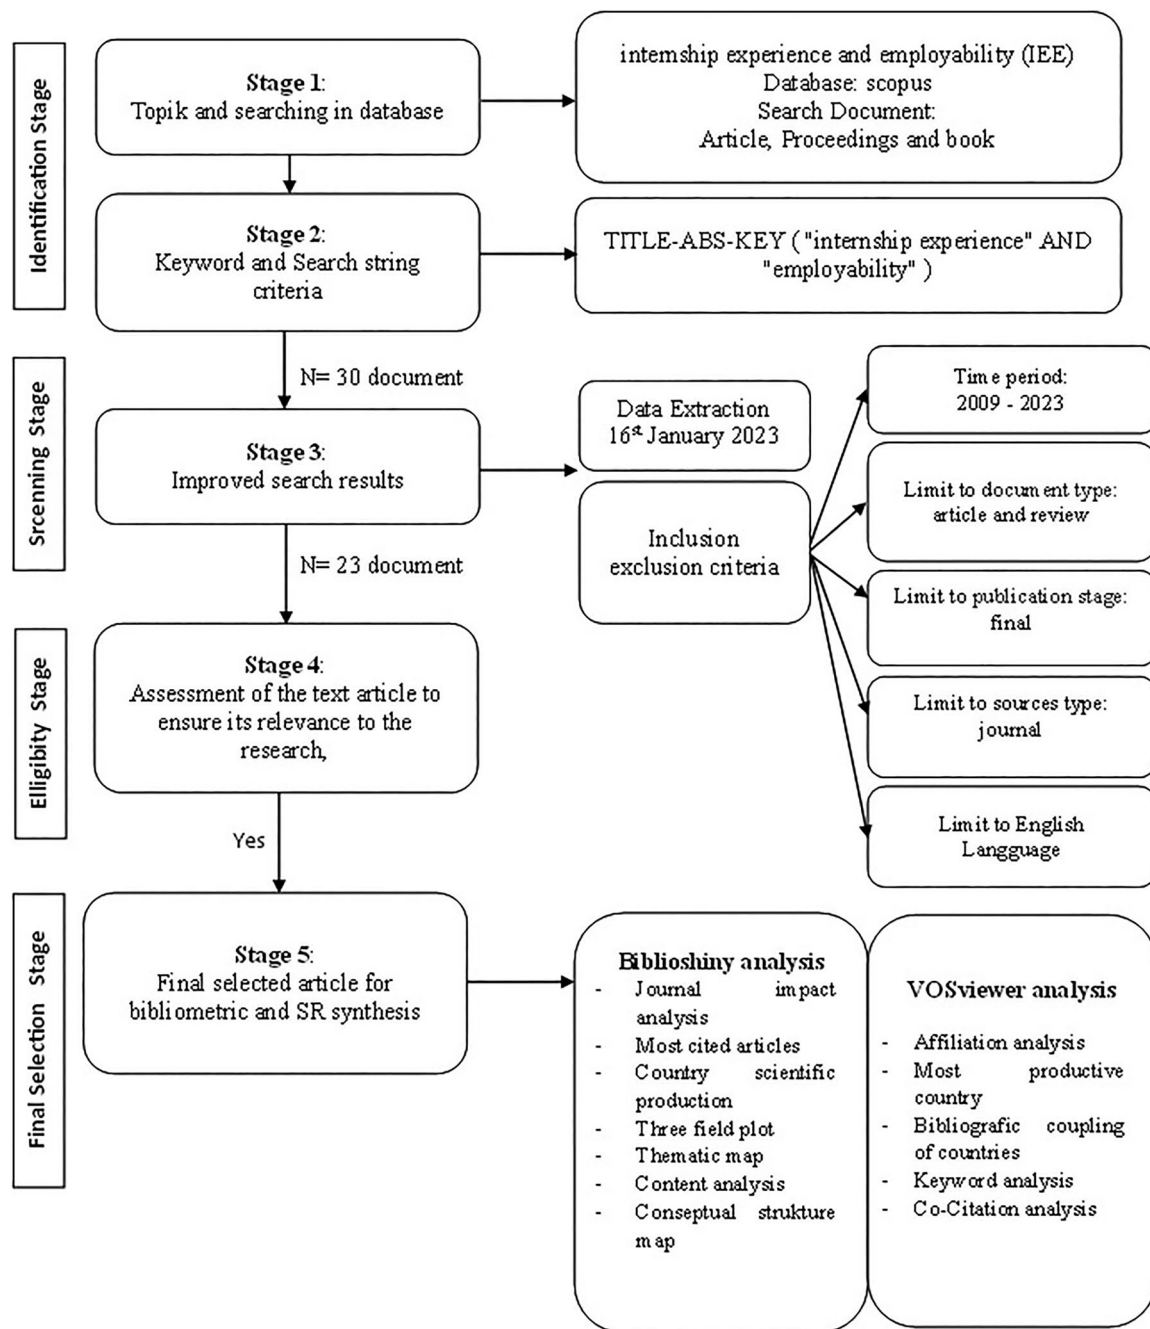 Identification Stage
Stage 1:
Topik and searching in database
internship experience and employability (IEE)
Database: scopus
Search Document:
Article, Proceedings and book
Stage 2:
Keyword and Search string
criteria
TITLE-ABS-KEY ( "internship experience" AND
"employability" )
N= 30 document
Srcenning Stage
Stage 3:
Improved search results
Data Extraction
16st January 2023
Inclusion
exclusion criteria
Time period:
2009 - 2023
Limit to document type:
article and review
Limit to publication stage:
final
Limit to sources type:
journal
Limit to English
Langguage
N= 23 document
Elligibity Stage
Stage 4:
Assessment of the text article to
ensure its relevance to the
research,
Yes
Final Selection Stage
Stage 5:
Final selected article for
bibliometric and SR synthesis
Biblioshiny analysis
- Journal impact
analysis
- Most cited articles
- Country scientific
production
- Three field plot
- Thematic map
- Content analysis
- Conseptual strukture
map
VOSviewer analysis
- Affiliation analysis
- Most productive
country
- Bibliografic coupling
of countries
- Keyword analysis
- Co-Citation analysis